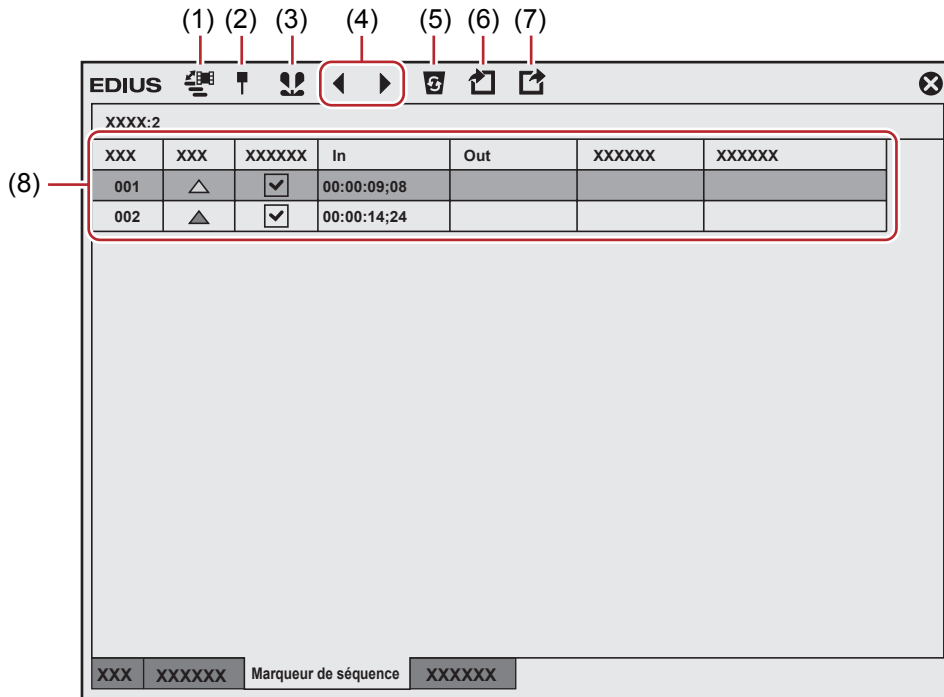 (1) (2) (3) (4) (5) (6) (7)
EDIUS
XXXX:2
XXX XXX XXXXXX In Out XXXXXX XXXXXX
(8)
001 00:00:09;08
002 00:00:14;24
XXX XXXXXX Marqueur de séquence XXXXXX